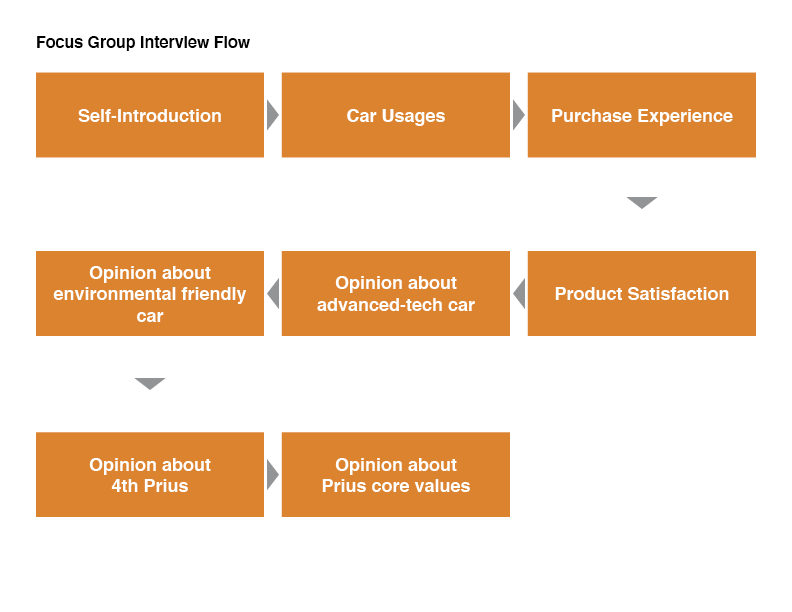 Focus Group Interview Flow
Self-Introduction
Car Usages
Purchase Experience
Opinion about
environmental friendly
car
Opinion about
advanced-tech car
Product Satisfaction
Opinion about
4th Prius
Opinion about
Prius core values